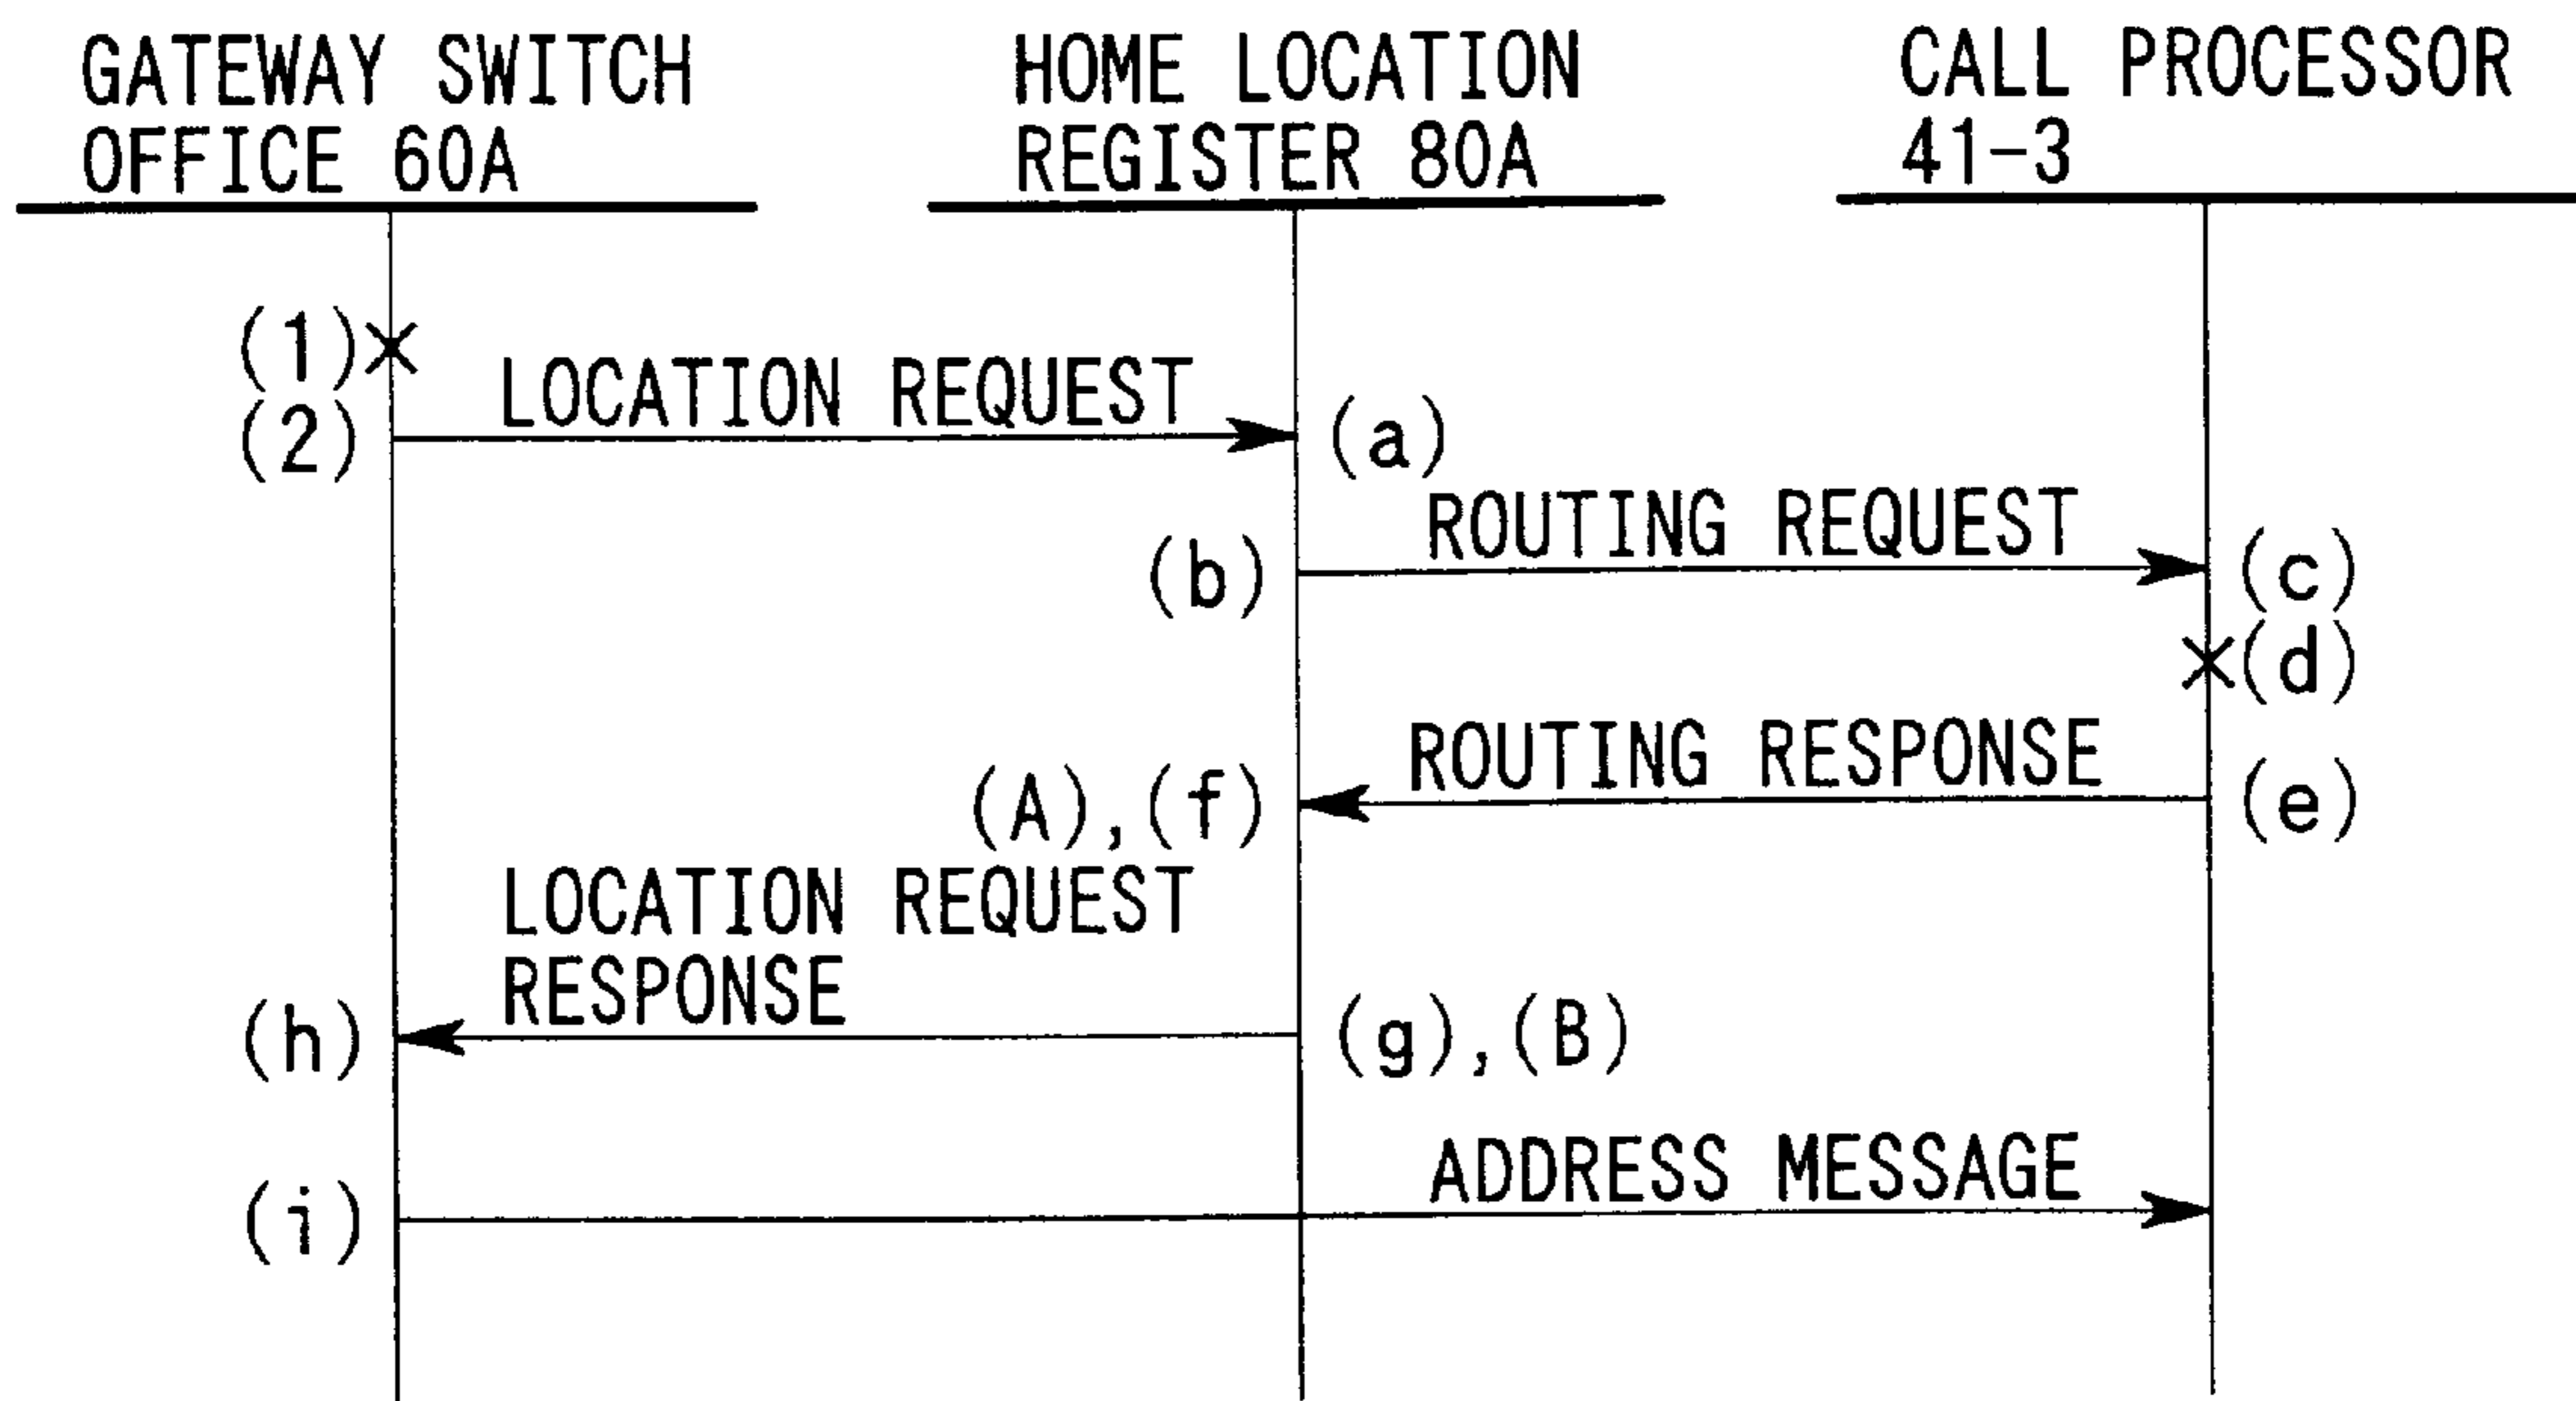 GATEWAY SWITCH
OFFICE 60A
HOME LOCATION
REGISTER 80A
CALL PROCESSOR
41-3
(1)
LOCATION REQUEST
(2)
(a)
ROUTING REQUEST
(b)
(c)
(d)
ROUTING RESPONSE
(A),(f)
(e)
LOCATION REQUEST
RESPONSE
(h)
(g),(B)
ADDRESS MESSAGE
(i)